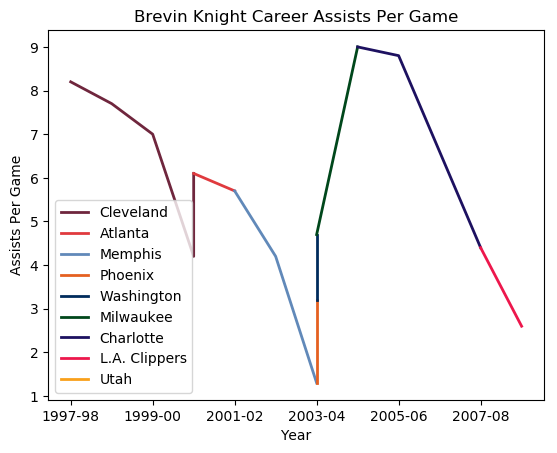 Brevin Knight Career Assists Per Game
Assists Per Game
9
8
7
6
5
4
3
2
1
Cleveland
Atlanta
Memphis
Phoenix
Washington
Milwaukee
Charlotte
L.A. Clippers
Utah
1997-98 1999-00 2001-02 2003-04 2005-06 2007-08
Year